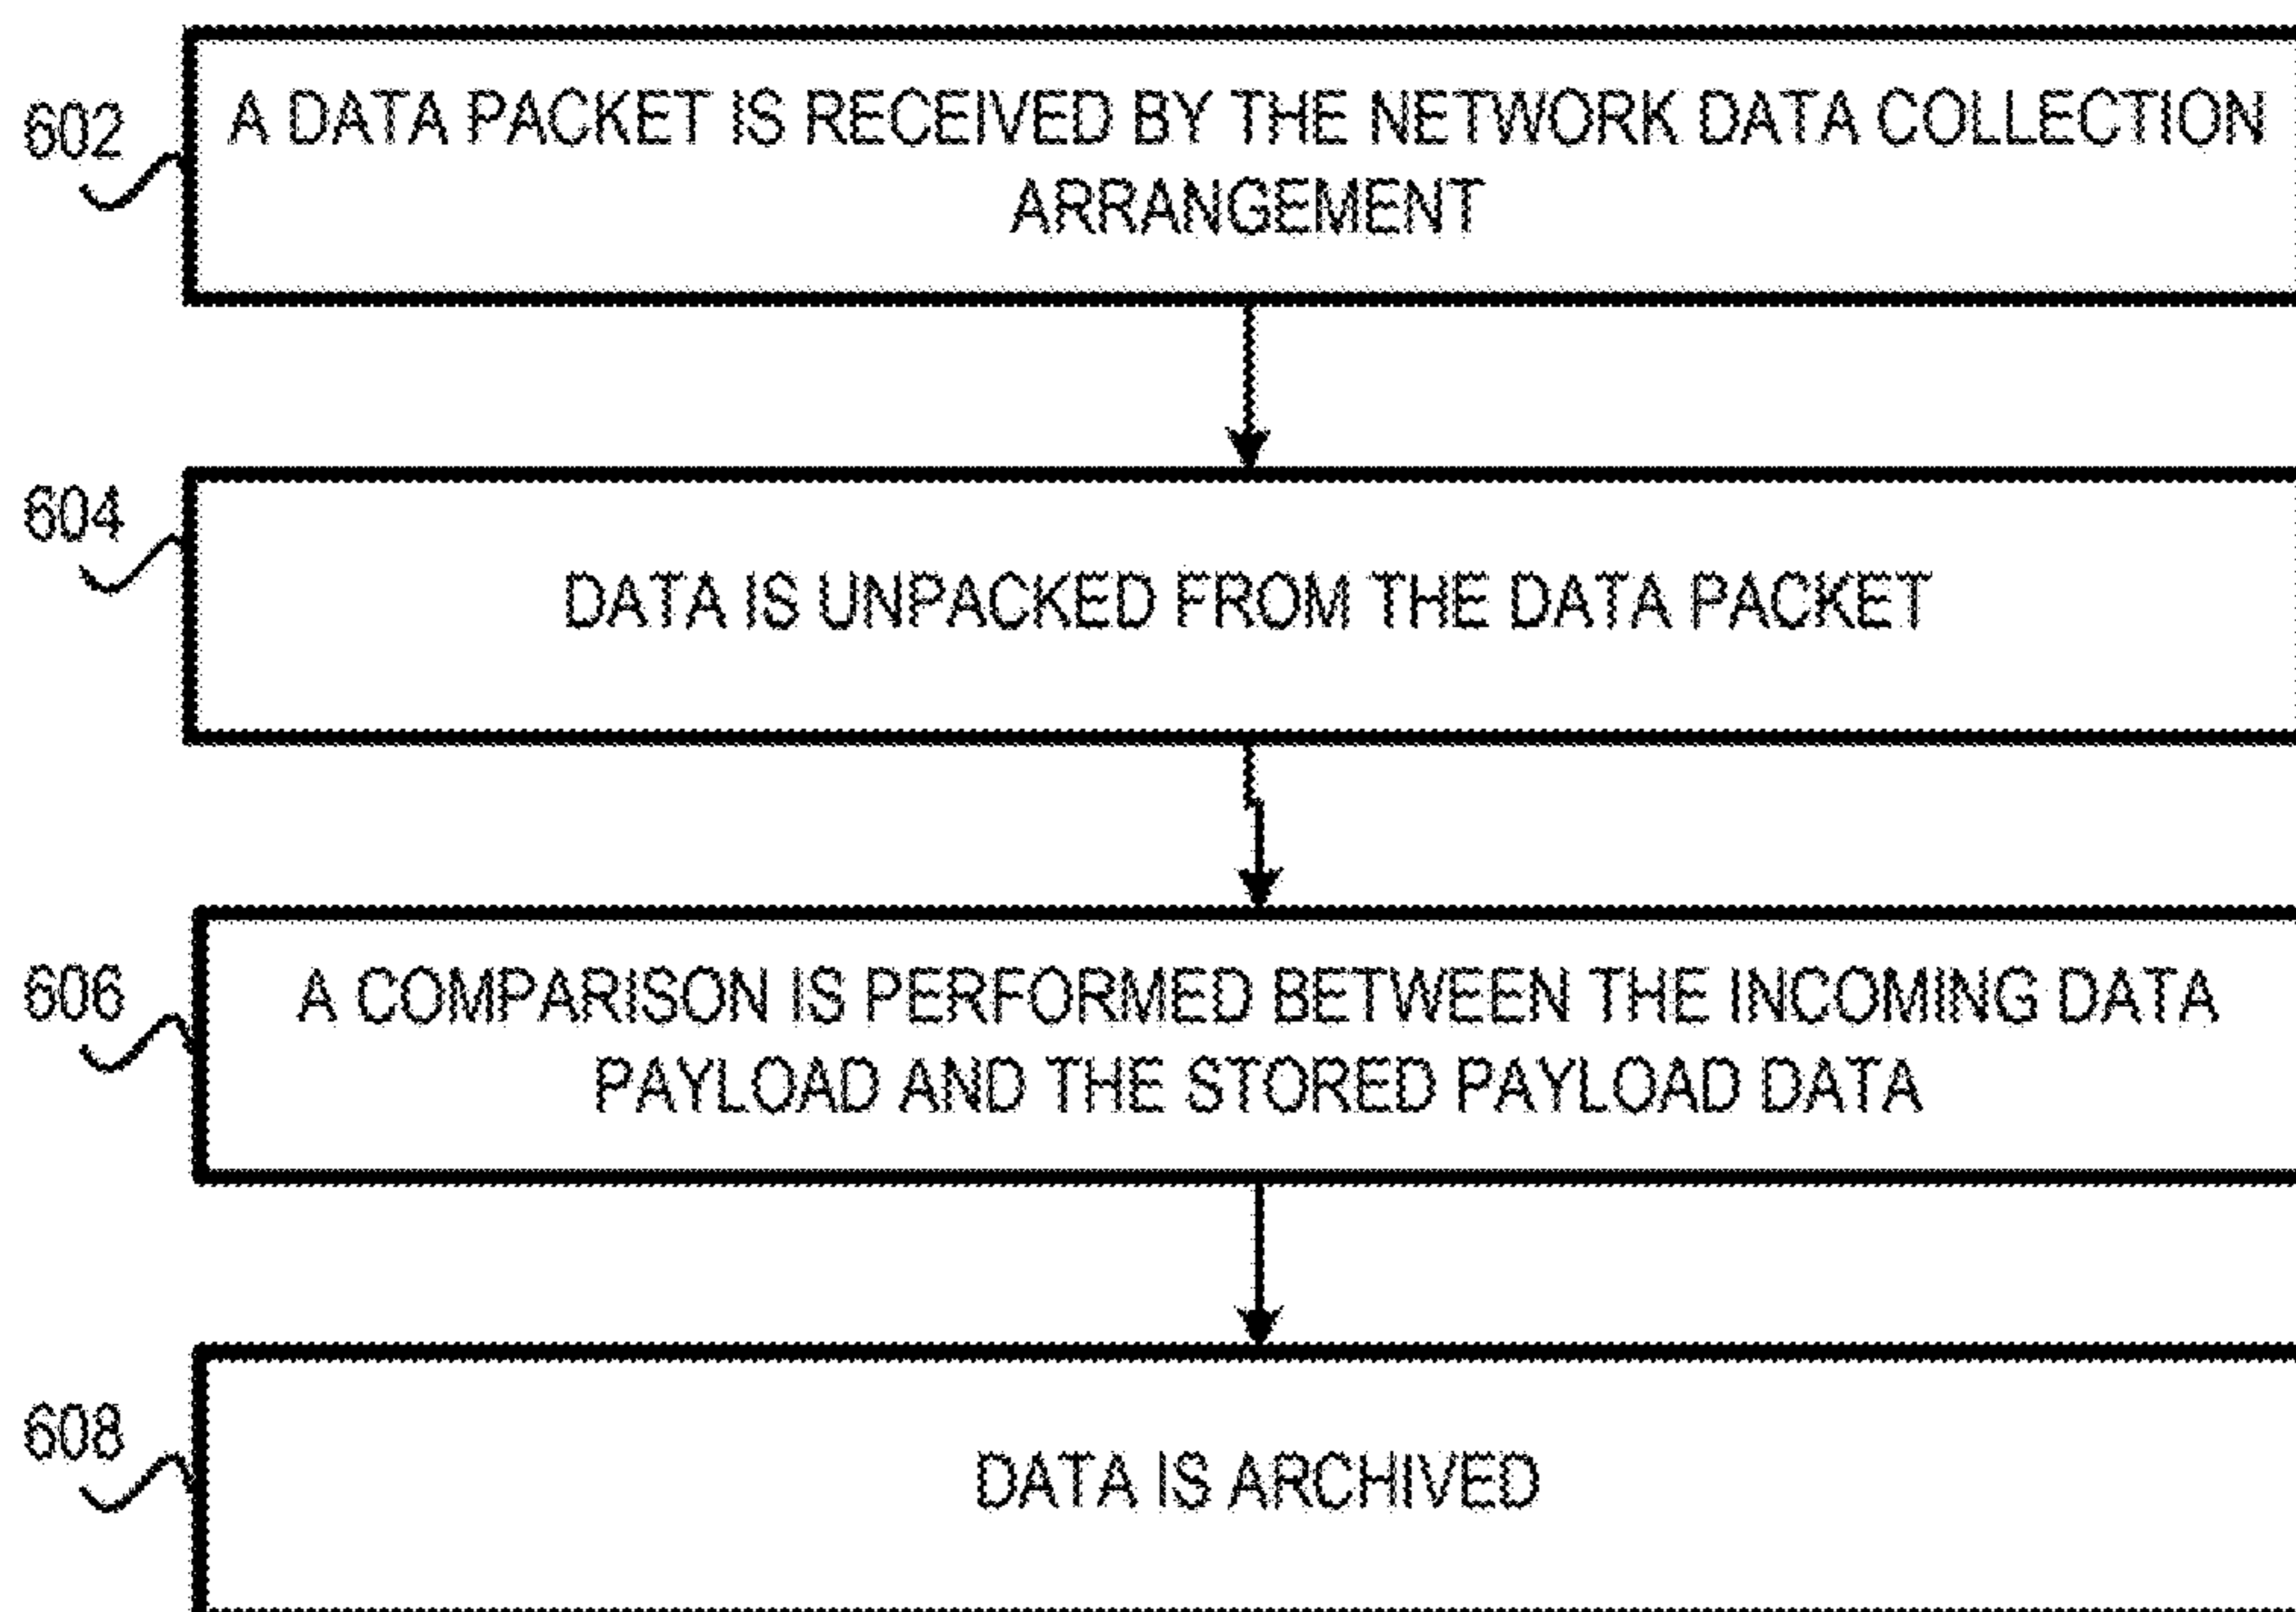 602
A DATA PACKET IS RECEIVED BY THE NETWORK DATA COLLECTION
ARRANGEMENT
604
DATA IS UNPACKED FROM THE DATA PACKET
606
A COMPARISON IS PERFORMED BETWEEN THE INCOMING DATA
PAYLOAD AND THE STORED PAYLOAD DATA
608
DATA IS ARCHIVED